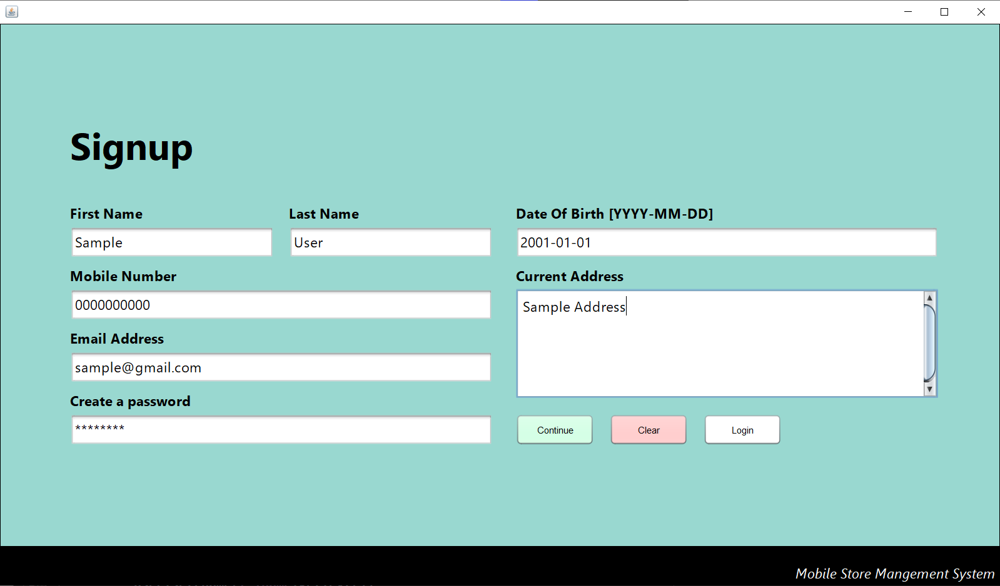 Signup
First Name
Last Name
Date Of Birth [YYYY-MM-DD]
Sample
User
2001-01-01
Mobile Number
Current Address
0000000000
Sample Address
Email Address
sample@gmail.com
Create a password
********
Continue
Clear
Login
Mobile Store Mangement System